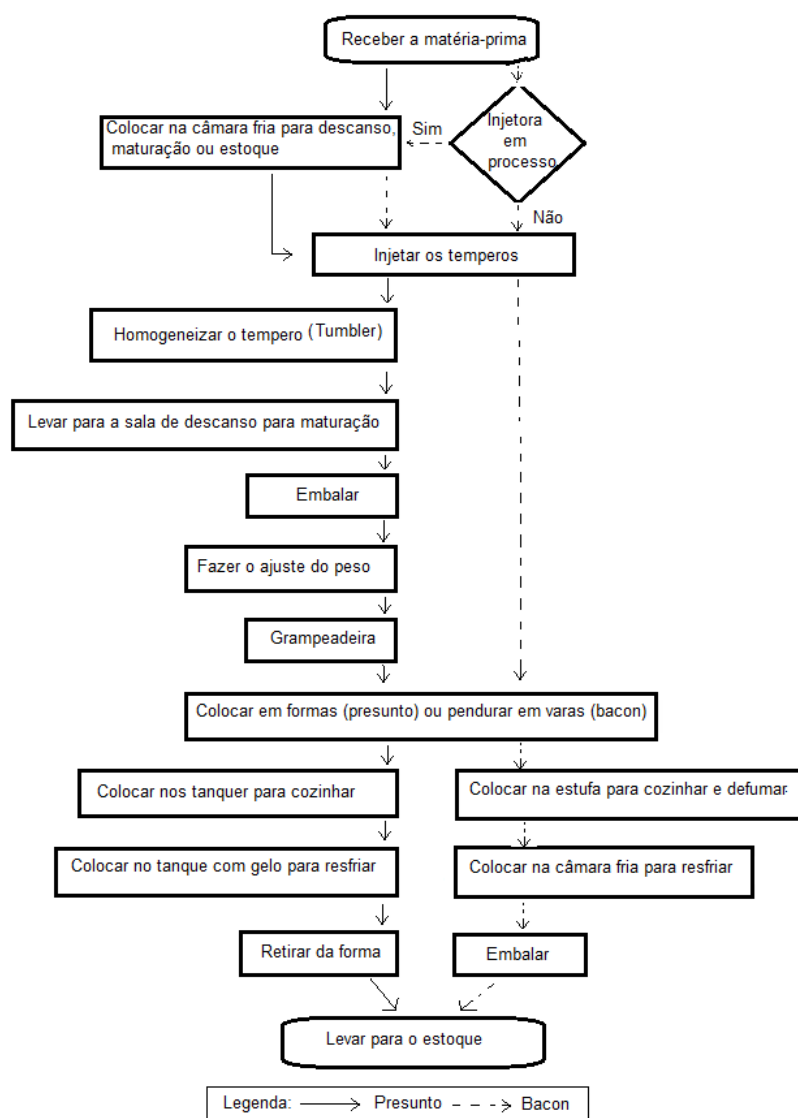 Receber a matéria-prima
Colocar na câmara fria para descanso,
maturação ou estoque
Sim
Injetora
em
processo
Não
Injetar os temperos
Homogeneizar o tempero (Tumbler)
Levar para a sala de descanso para maturação
Embalar
Fazer o ajuste do peso
Grampeadeira
Colocar em formas (presunto) ou pendurar em varas (bacon)
Colocar nos tanquer para cozinhar
Colocar na estufa para cozinhar e defumar
Colocar no tanque com gelo para resfriar
Colocar na câmara fria para resfriar
Retirar da forma
Embalar
Levar para o estoque
Legenda: Presunto Bacon